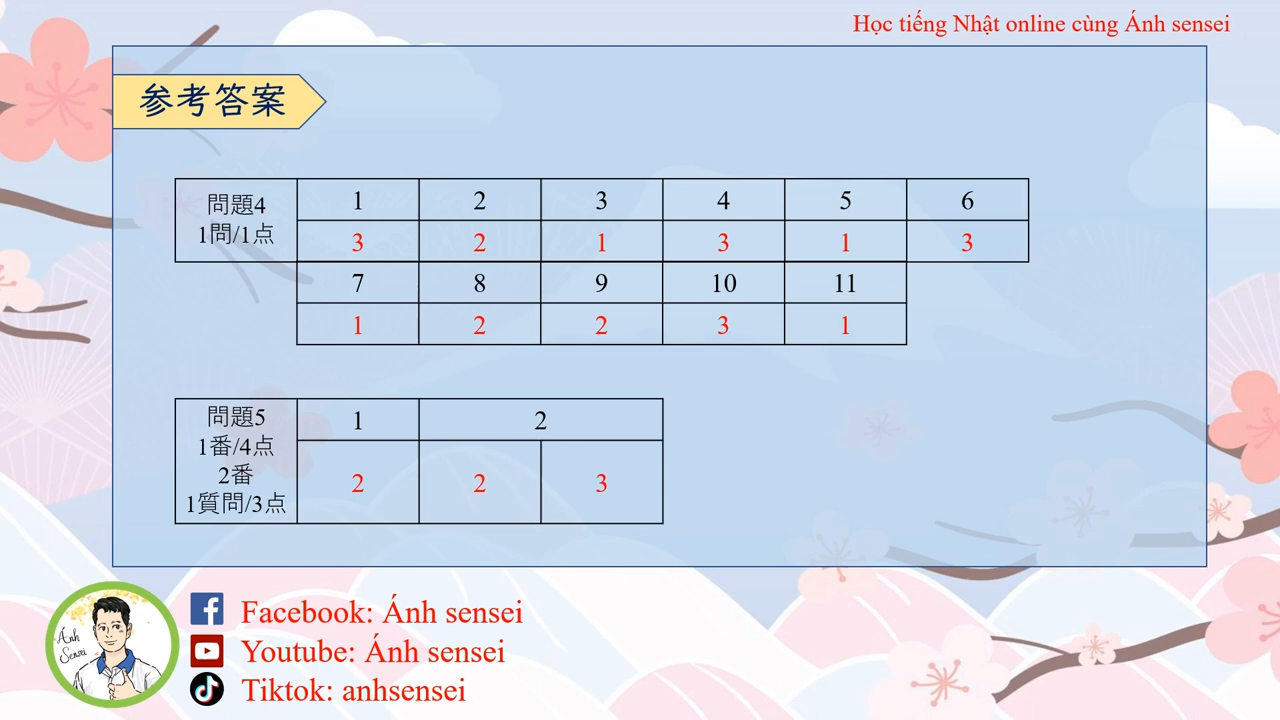 Học tiếng Nhật online cùng Ánh sensei
参考答案
問題4
1問/1点
1 2 3 4 5 6
3 2 1 3 1 3
7 8 9 10 11
1 2 2 3 1
問題5
1番/4点
2番
1質問/3点
1 2
2 2 3
Ánh
Sensei
Facebook: Ánh sensei
Youtube: Ánh sensei
Tiktok: anhsensei